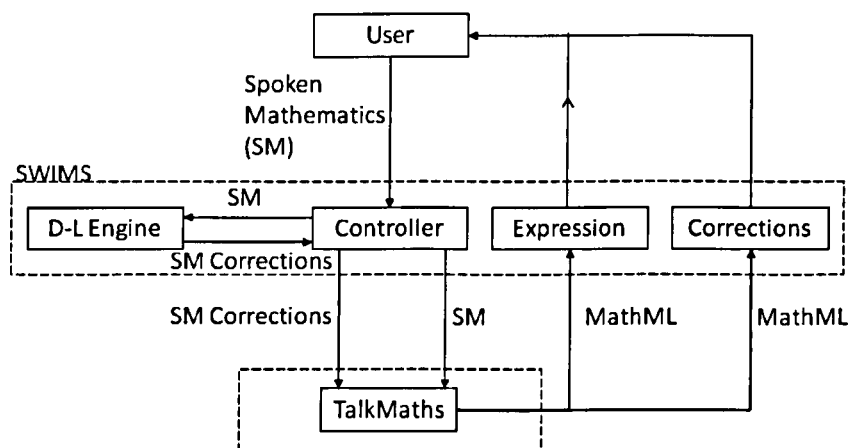 User
Spoken
Mathematics
(SM)
SWIMS
SM
D-L Engine
Controller
Expression
Corrections
SM Corrections
SM Corrections
SM
MathML
MathML
TalkMaths